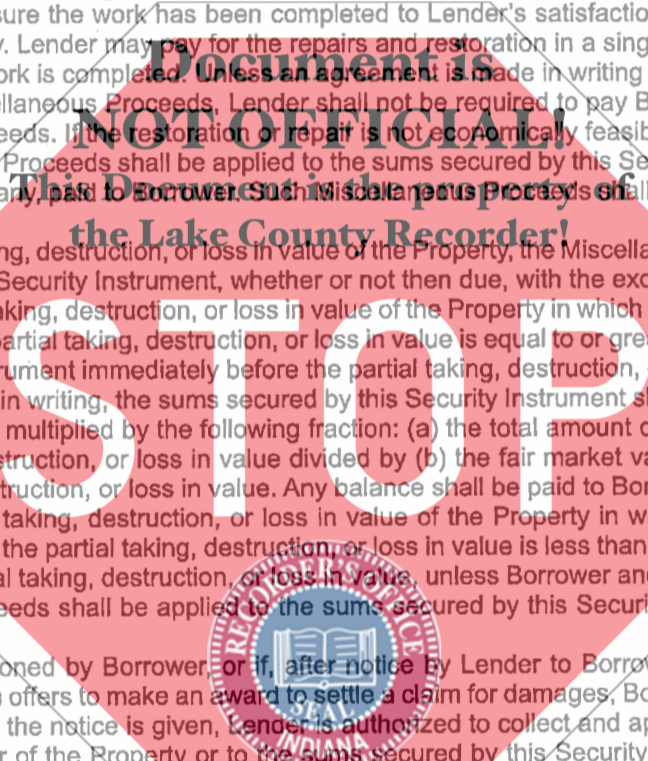 sure the work has been completed to Lender's satisfactio
y. Lender may pay for the repairs and restoration in a sing
ork is completed. Unless an agreement is made in writing
ellaneous Proceeds, Lender shall not be required to pay B
eeds. If the restoration or repair is not economically feasib
Proceeds shall be applied to the sums secured by this Se
any, paid to Borrower. Such Miscellaneous Proceeds shall
Document is
NOT OFFICIAL!
This Document is the property of
the Lake County Recorder!
ng, destruction, or loss in value of the Property, the Miscella
Security Instrument, whether or not then due, with the exc
aking, destruction, or loss in value of the Property in which
partial taking, destruction, or loss in value is equal to or gre
rument immediately before the partial taking, destruction,
in writing, the sums secured by this Security Instrument s
multiplied by the following fraction: (a) the total amount o
struction, or loss in value divided by (b) the fair market va
truction, or loss in value. Any balance shall be paid to Bor
taking, destruction, or loss in value of the Property in w
the partial taking, destruction, or loss in value is less than
al taking, destruction, or loss in value, unless Borrower and
eeds shall be applied to the sums secured by this Securi
STOP
oned by Borrower, or if, after notice by Lender to Borrow
offers to make an award to settle a claim for damages, Bo
the notice is given, Lender is authorized to collect and ap
r of the Property or to the sums secured by this Security
RECORDER'S OFFICE
SEAL
INDIANA